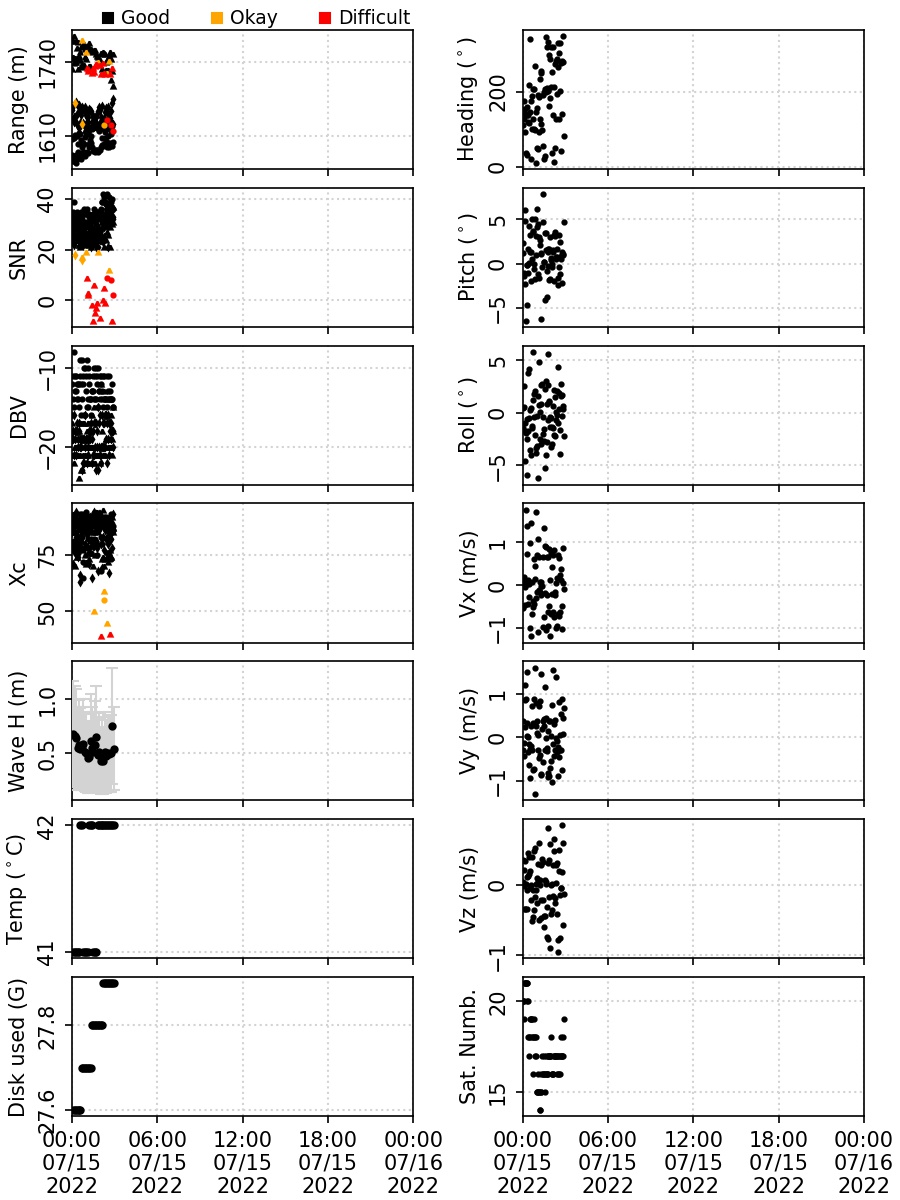 Good Okay Difficult
Range (m)
1740
1610
Heading (°)
200
0
SNR
40
20
0
Pitch (°)
5
0
−5
DBV
−10
−20
Roll (°)
5
0
−5
Xc
75
50
Vx (m/s)
1
0
−1
Wave H (m)
1.0
0.5
Vy (m/s)
1
0
−1
Temp (°C)
42
41
Vz (m/s)
0
−1
Disk used (G)
27.8
27.6
Sat. Numb.
20
15
00:00 06:00 12:00 18:00 00:00
07/15 07/15 07/15 07/15 07/16
2022 2022 2022 2022 2022
00:00 06:00 12:00 18:00 00:00
07/15 07/15 07/15 07/15 07/16
2022 2022 2022 2022 2022